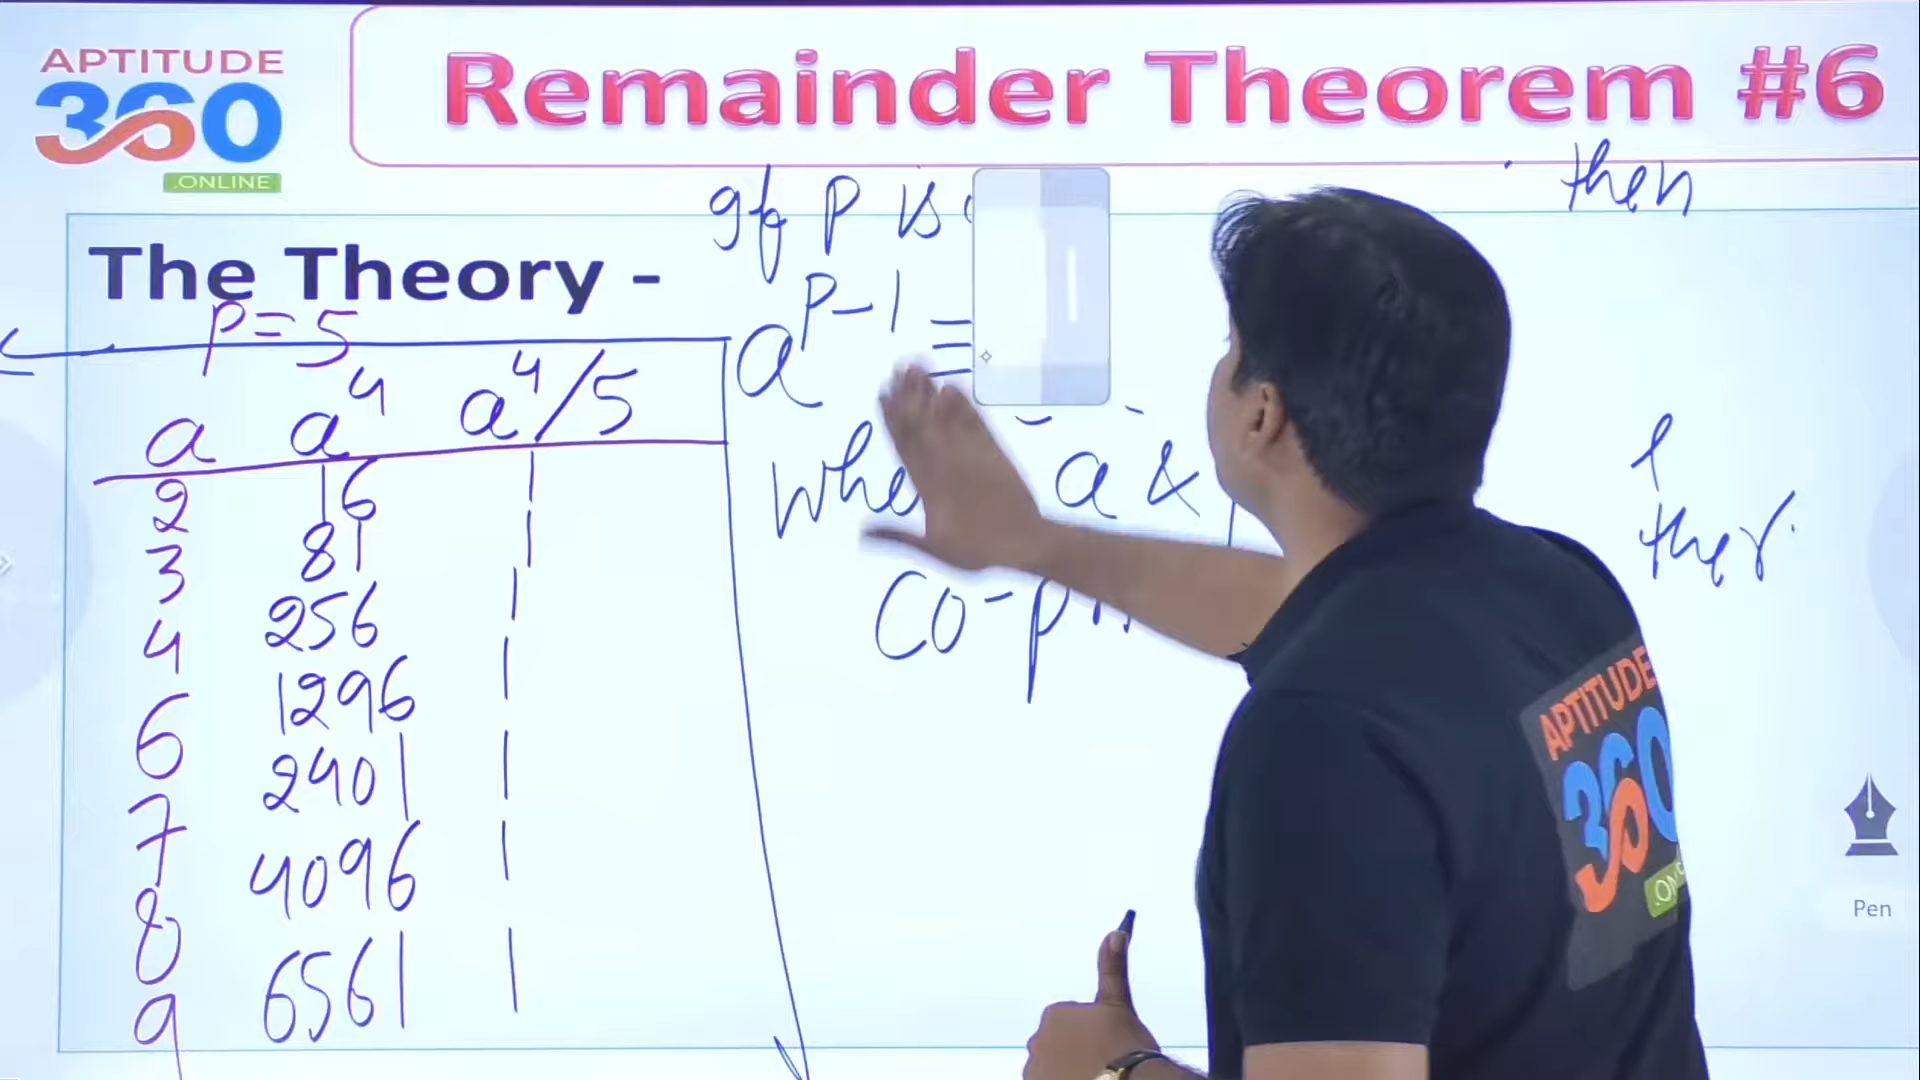 APTITUDE
360
.ONLINE
Remainder Theorem #6
then
If P is
The Theory -
P = 5
a^{P-1} ≡
a a^4 a^4/5
2 16 1
3 81 1
4 256 1
6 1296 1
7 2401 1
8 4096 1
9 6561 1
a &
Co-
ther
APTITUDE
360
Pen